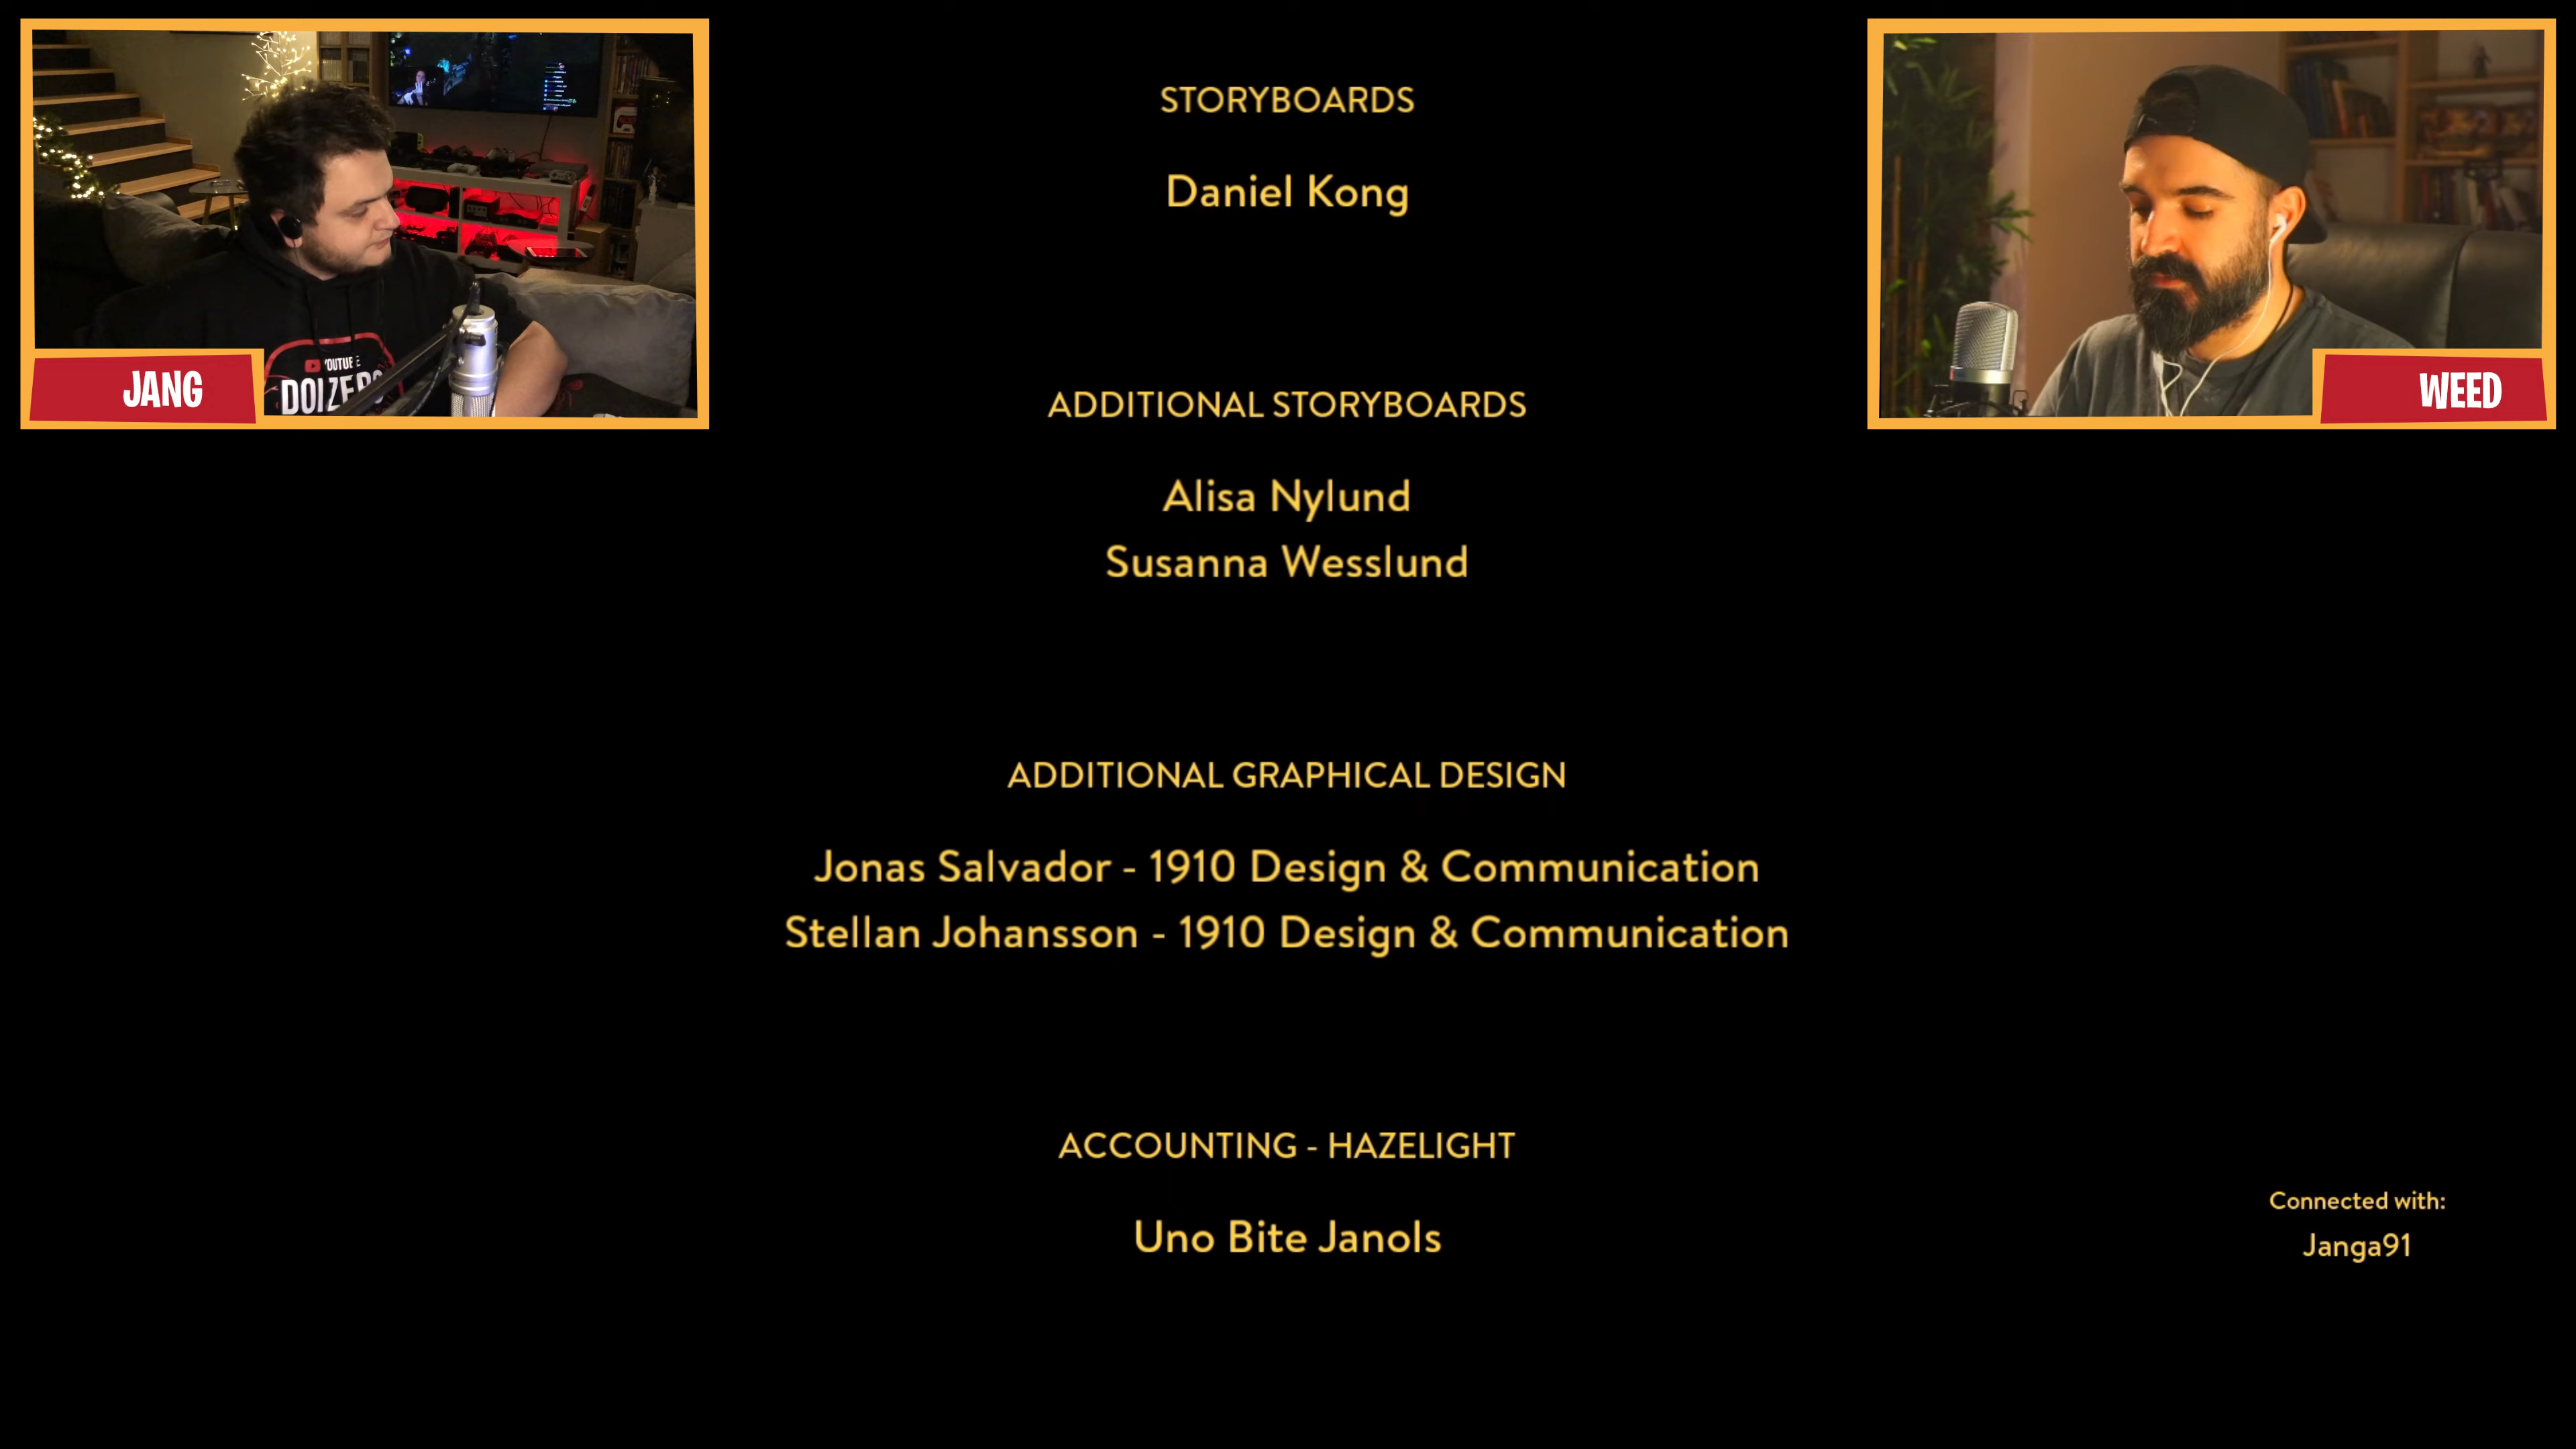 STORYBOARDS
Daniel Kong
JANG
YOUTUBE
WEED
ADDITIONAL STORYBOARDS
Alisa Nylund
Susanna Wesslund
ADDITIONAL GRAPHICAL DESIGN
Jonas Salvador - 1910 Design & Communication
Stellan Johansson - 1910 Design & Communication
ACCOUNTING - HAZELIGHT
Uno Bite Janols
Connected with:
Janga91